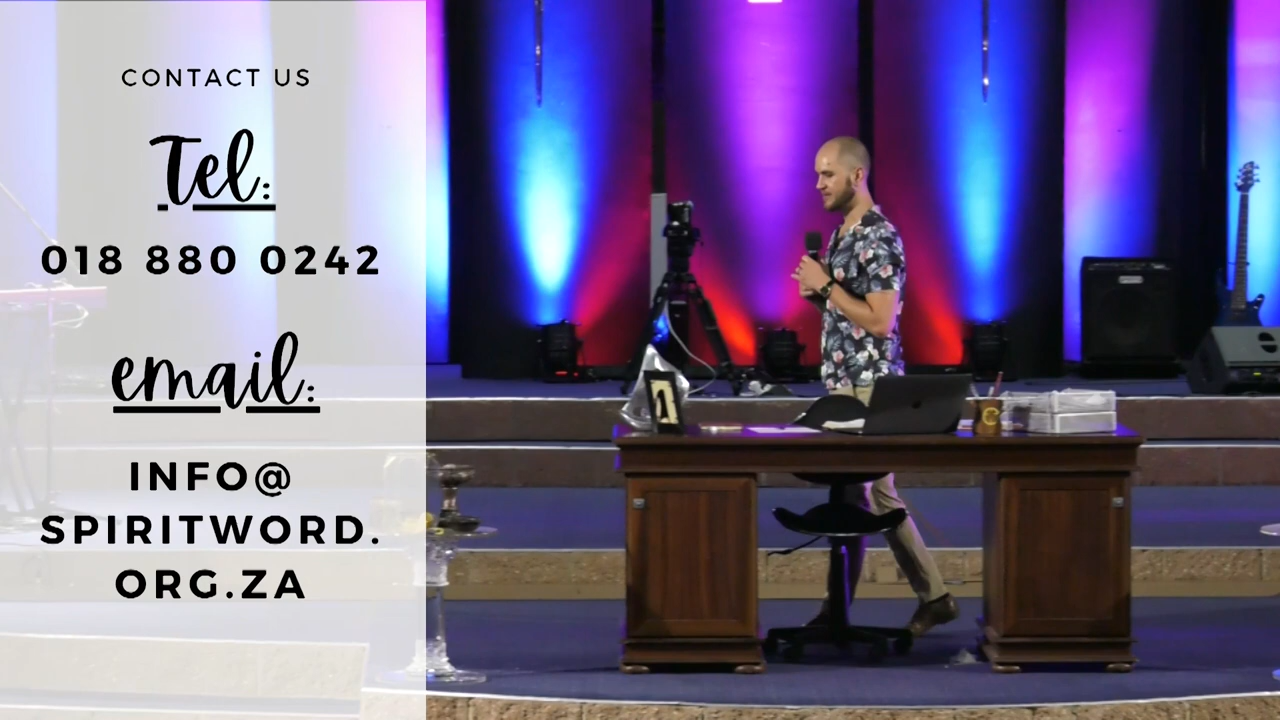 CONTACT US
Tel:
018 880 0242
email:
INFO@
SPIRITWORD.
ORG.ZA